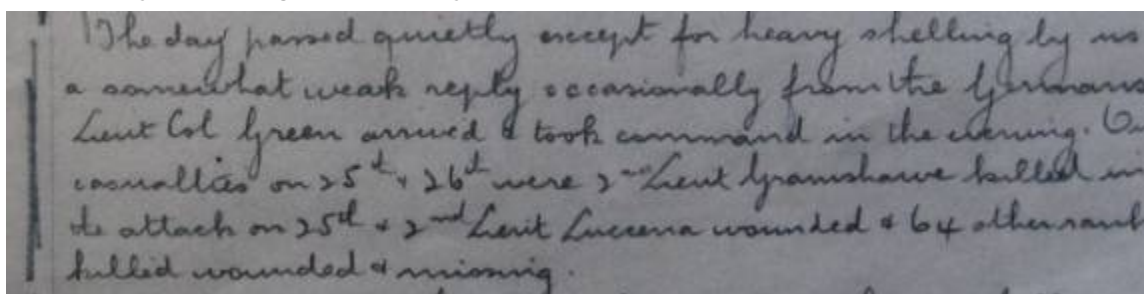 The day passed quietly except for heavy shelling by us
a somewhat weak reply occasionally from the Germans
Lieut Col Green arrived & took command in the evening. O
casualties on 25th & 26th were 2nd Lieut Gramshawe killed in
the attack on 25th & 2nd Lieut Luccena wounded & 64 other rank
killed wounded & missing.